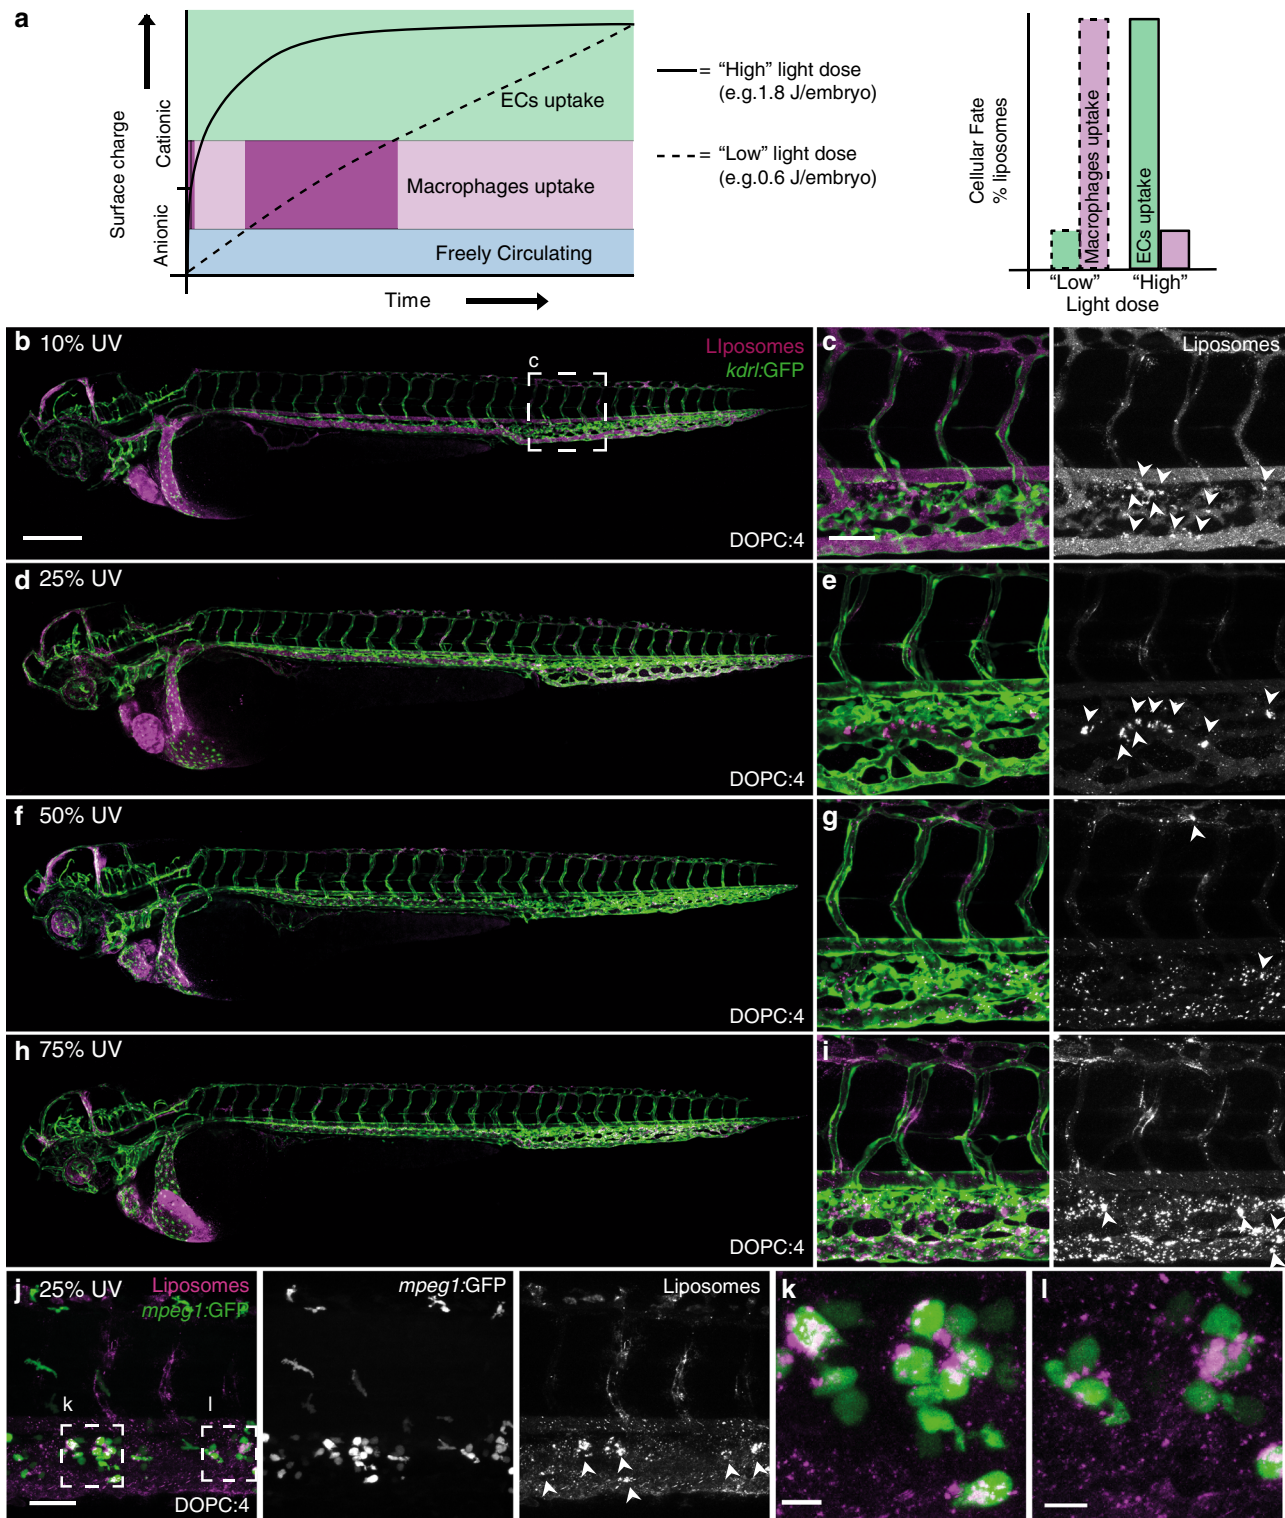 a
Surface charge
Anionic
Cationic
ECs uptake
Macrophages uptake
Freely Circulating
Time
= “High” light dose
(e.g.1.8 J/embryo)
= “Low” light dose
(e.g.0.6 J/embryo)
Cellular Fate
% liposomes
Macrophages uptake
ECs uptake
“Low”
“High”
Light dose
b 10% UV
LIposomes
kdrl:GFP
c
DOPC:4
c
Liposomes
d 25% UV
DOPC:4
e
f 50% UV
DOPC:4
g
h 75% UV
DOPC:4
i
j 25% UV
Liposomes
mpeg1:GFP
k
l
DOPC:4
mpeg1:GFP
Liposomes
k
l